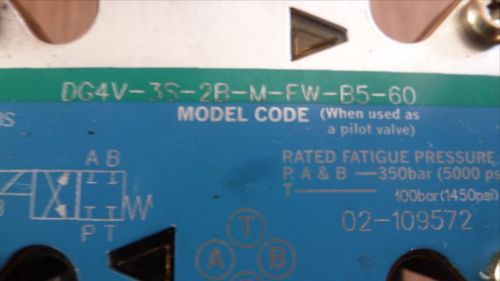 DG4V-3S-2B-M-FW-B5-60
MODEL CODE (When used as
a pilot valve)
A B
P T
RATED FATIGUE PRESSURE
P, A & B —350bar (5000 ps
T 100bar (1450psi)
02-109572
T
A B